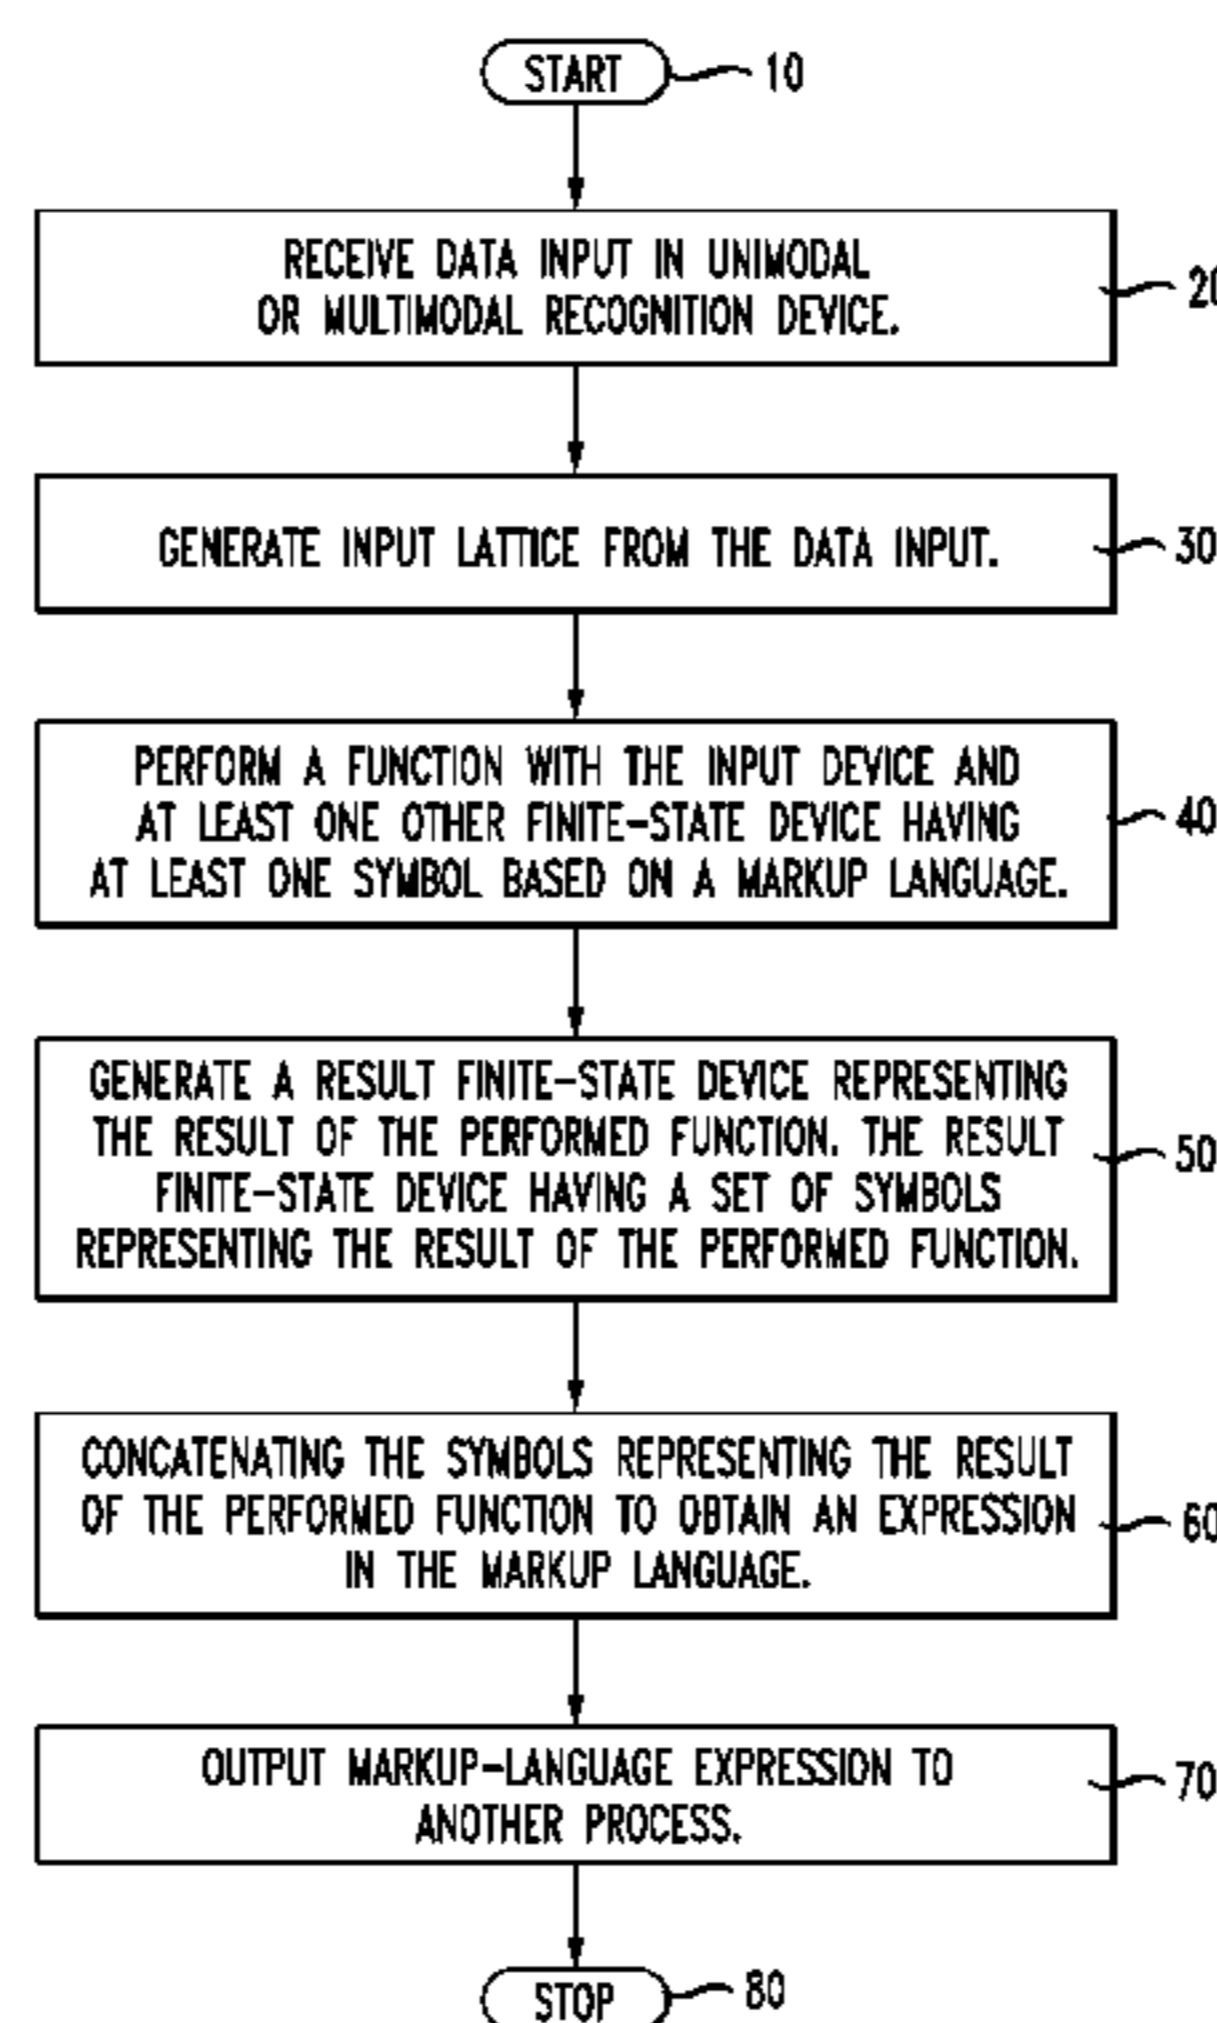 START 10
RECEIVE DATA INPUT IN UNIMODAL
OR MULTIMODAL RECOGNITION DEVICE.
20
GENERATE INPUT LATTICE FROM THE DATA INPUT.
30
PERFORM A FUNCTION WITH THE INPUT DEVICE AND
AT LEAST ONE OTHER FINITE-STATE DEVICE HAVING
AT LEAST ONE SYMBOL BASED ON A MARKUP LANGUAGE.
40
GENERATE A RESULT FINITE-STATE DEVICE REPRESENTING
THE RESULT OF THE PERFORMED FUNCTION. THE RESULT
FINITE-STATE DEVICE HAVING A SET OF SYMBOLS
REPRESENTING THE RESULT OF THE PERFORMED FUNCTION.
50
CONCATENATING THE SYMBOLS REPRESENTING THE RESULT
OF THE PERFORMED FUNCTION TO OBTAIN AN EXPRESSION
IN THE MARKUP LANGUAGE.
60
OUTPUT MARKUP-LANGUAGE EXPRESSION TO
ANOTHER PROCESS.
70
STOP 80